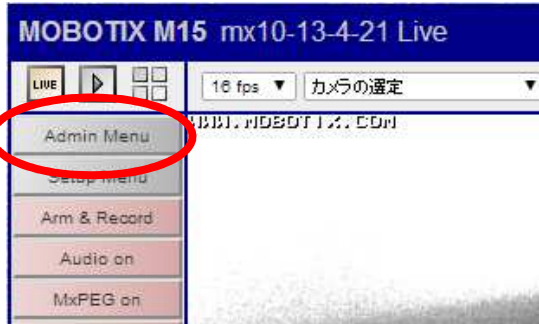 MOBOTIX M15 mx10-13-4-21 Live
LIVE
16 fps ▼ カメラの選定 ▼
WWW.MOBOTIX.COM
Admin Menu
Setup Menu
Arm & Record
Audio on
MxPEG on